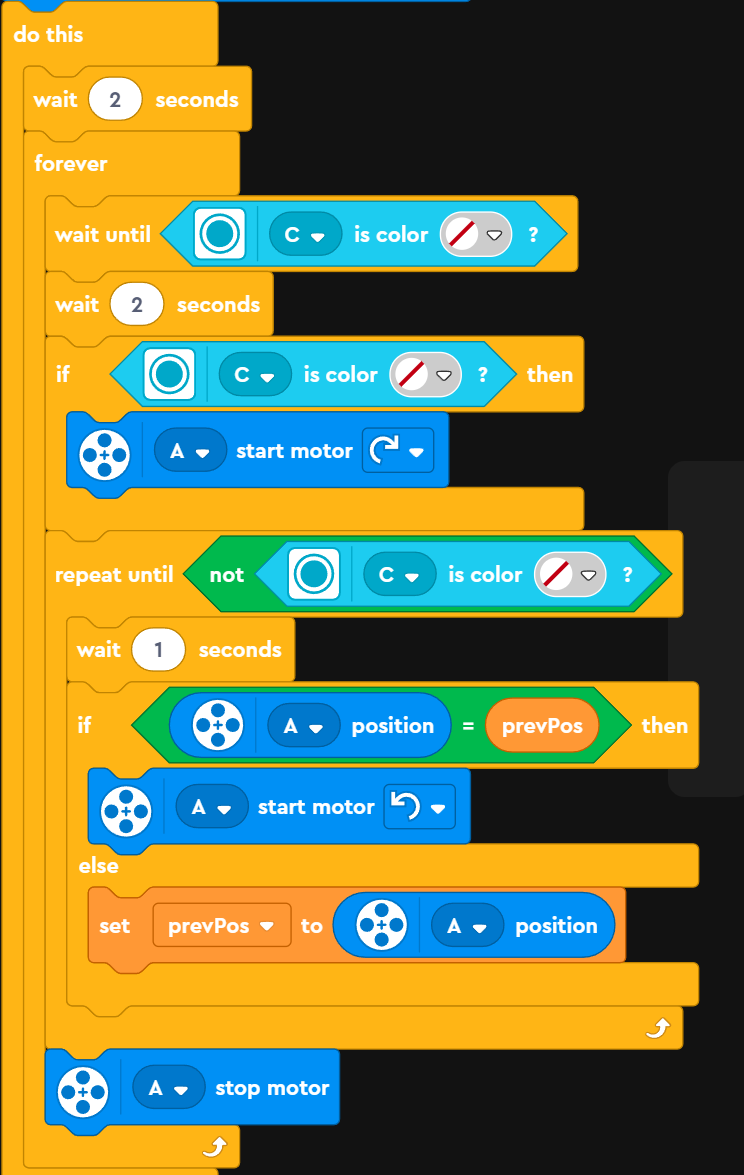 do this
wait 2 seconds
forever
wait until C is color ?
wait 2 seconds
if C is color ? then
A start motor
repeat until not C is color ?
wait 1 seconds
if A position = prevPos then
A start motor
else
set prevPos to A position
A stop motor